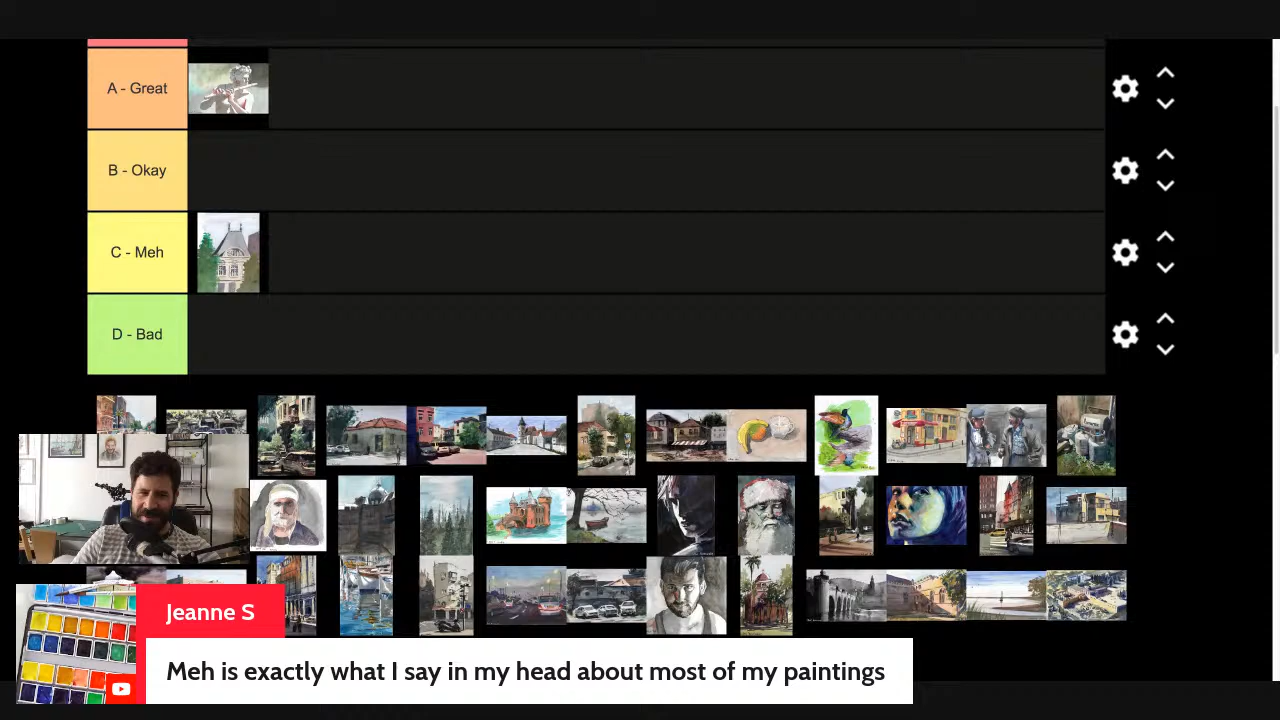 A - Great
B - Okay
C - Meh
D - Bad
Jeanne S
Meh is exactly what I say in my head about most of my paintings